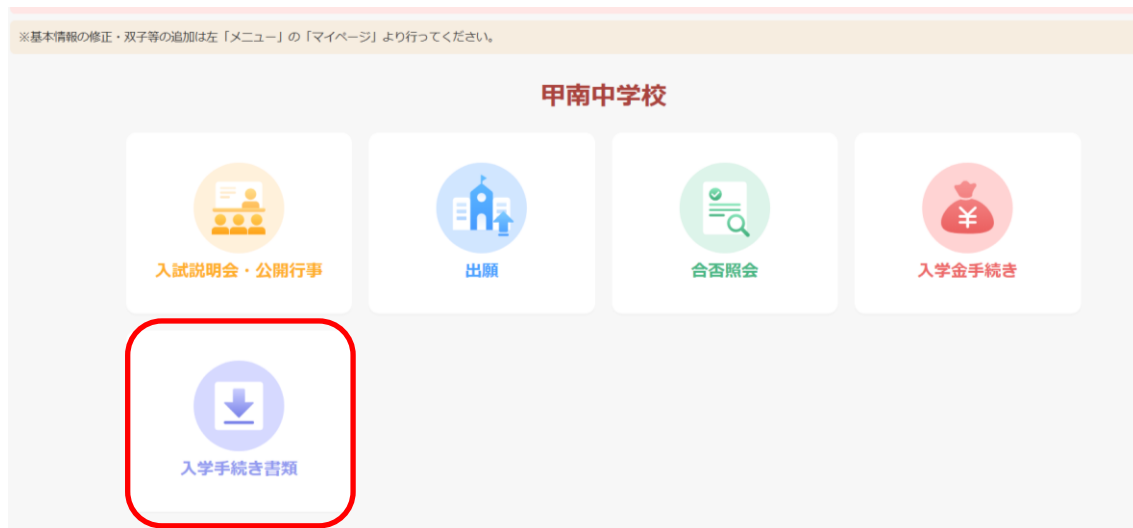 ※基本情報の修正・双子等の追加は左「メニュー」の「マイページ」より行ってください。
甲南中学校
入試説明会・公開行事
出願
合否照会
¥
入学金手続き
入学手続き書類